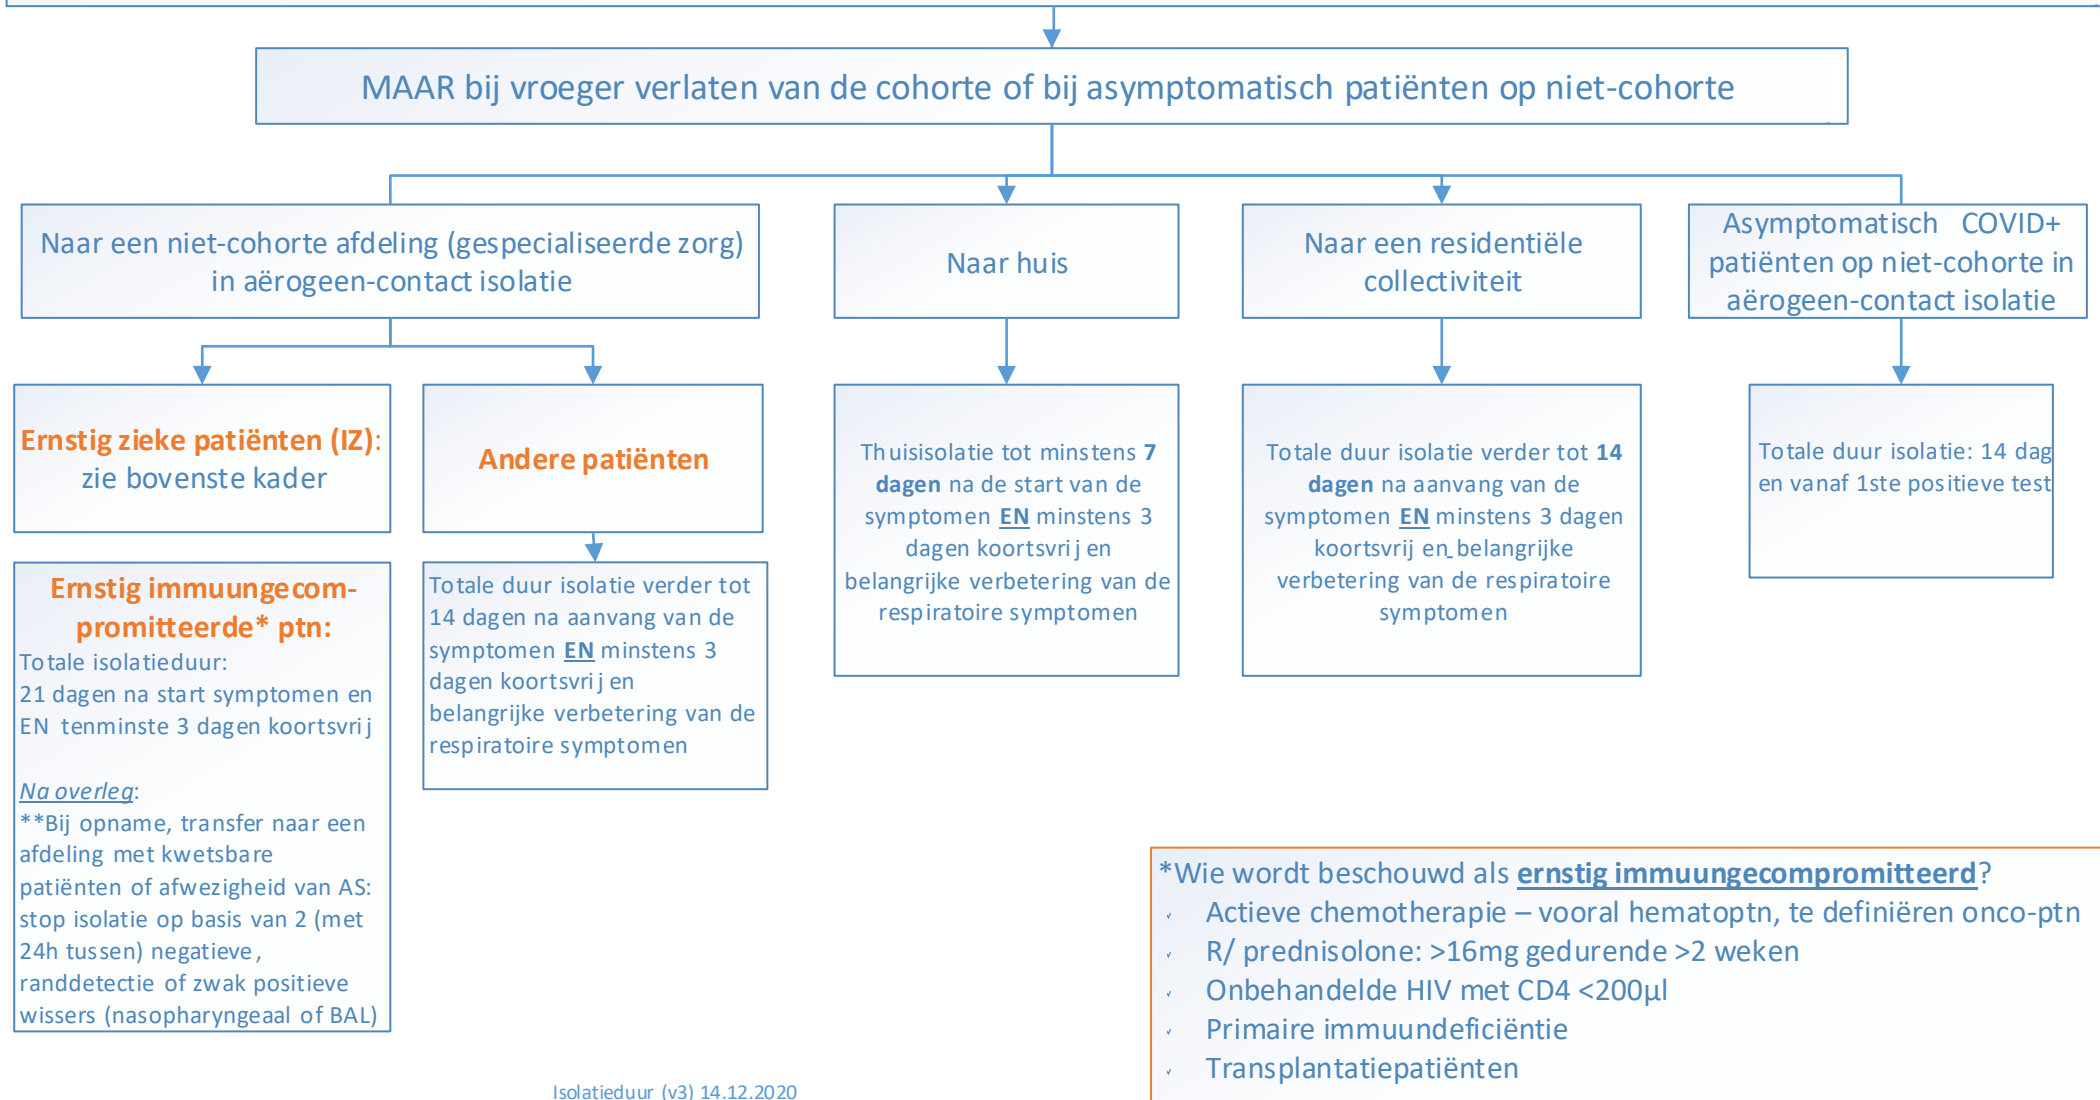 MAAR bij vroeger verlaten van de cohorte of bij asymptomatisch patiënten op niet-cohorte
Naar een niet-cohorte afdeling (gespecialiseerde zorg)
in aërogeen-contact isolatie
Naar huis
Naar een residentiële
collectiviteit
Asymptomatisch COVID+
patiënten op niet-cohorte in
aërogeen-contact isolatie
Ernstig zieke patiënten (IZ):
zie bovenste kader
Andere patiënten
Thuisisolatie tot minstens 7
dagen na de start van de
symptomen EN minstens 3
dagen koortsvrij en
belangrijke verbetering van de
respiratoire symptomen
Totale duur isolatie verder tot 14
dagen na aanvang van de
symptomen EN minstens 3 dagen
koortsvrij en belangrijke
verbetering van de respiratoire
symptomen
Totale duur isolatie: 14 dag
en vanaf 1ste positieve test
Ernstig immuungecom-
promitteerde* ptn:
Totale isolatieduur:
21 dagen na start symptomen en
EN tenminste 3 dagen koortsvrij
Na overleg:
**Bij opname, transfer naar een
afdeling met kwetsbare
patiënten of afwezigheid van AS:
stop isolatie op basis van 2 (met
24h tussen) negatieve,
randdetectie of zwak positieve
wissers (nasopharyngeaal of BAL)
Totale duur isolatie verder tot
14 dagen na aanvang van de
symptomen EN minstens 3
dagen koortsvrij en
belangrijke verbetering van de
respiratoire symptomen
*Wie wordt beschouwd als ernstig immuungecompromitteerd?
✓ Actieve chemotherapie – vooral hematoptn, te definiëren onco-ptn
✓ R/ prednisolone: >16mg gedurende >2 weken
✓ Onbehandelde HIV met CD4 <200µl
✓ Primaire immuundeficiëntie
✓ Transplantatiepatiënten
Isolatieduur (v3) 14.12.2020